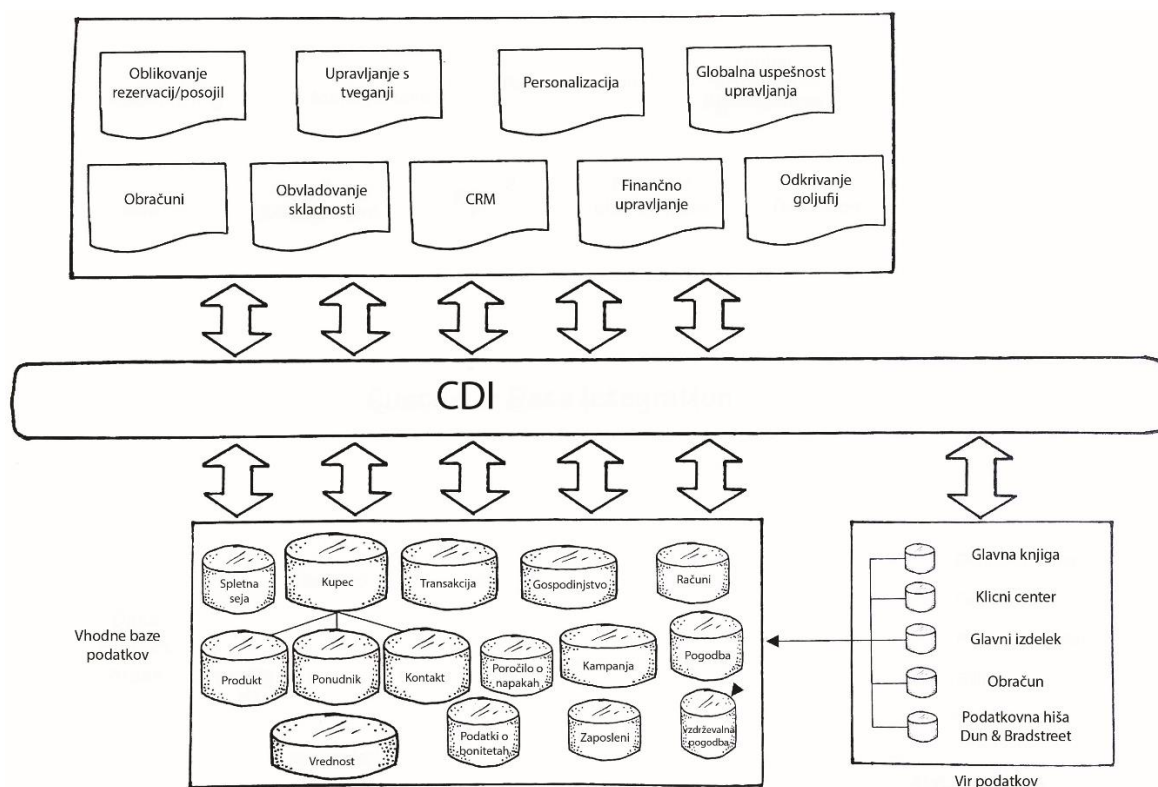 Oblikovanje
rezervacij/posojil
Upravljanje s
tveganji
Personalizacija
Globalna uspešnost
upravljanja
Obračuni
Obvladovanje
skladnosti
CRM
Finančno
upravljanje
Odkrivanje
goljufij
CDI
Vhodne baze
podatkov
Spletna
seja
Kupec
Transakcija
Gospodinjstvo
Računi
Produkt
Ponudnik
Kontakt
Poročilo o
napakah
Kampanja
Pogodba
Vrednost
Podatki o
bonitetah
Zaposleni
vzdrževalna
pogodba
Glavna knjiga
Klicni center
Glavni izdelek
Obračun
Podatkovna hiša
Dun & Bradstreet
Vir podatkov